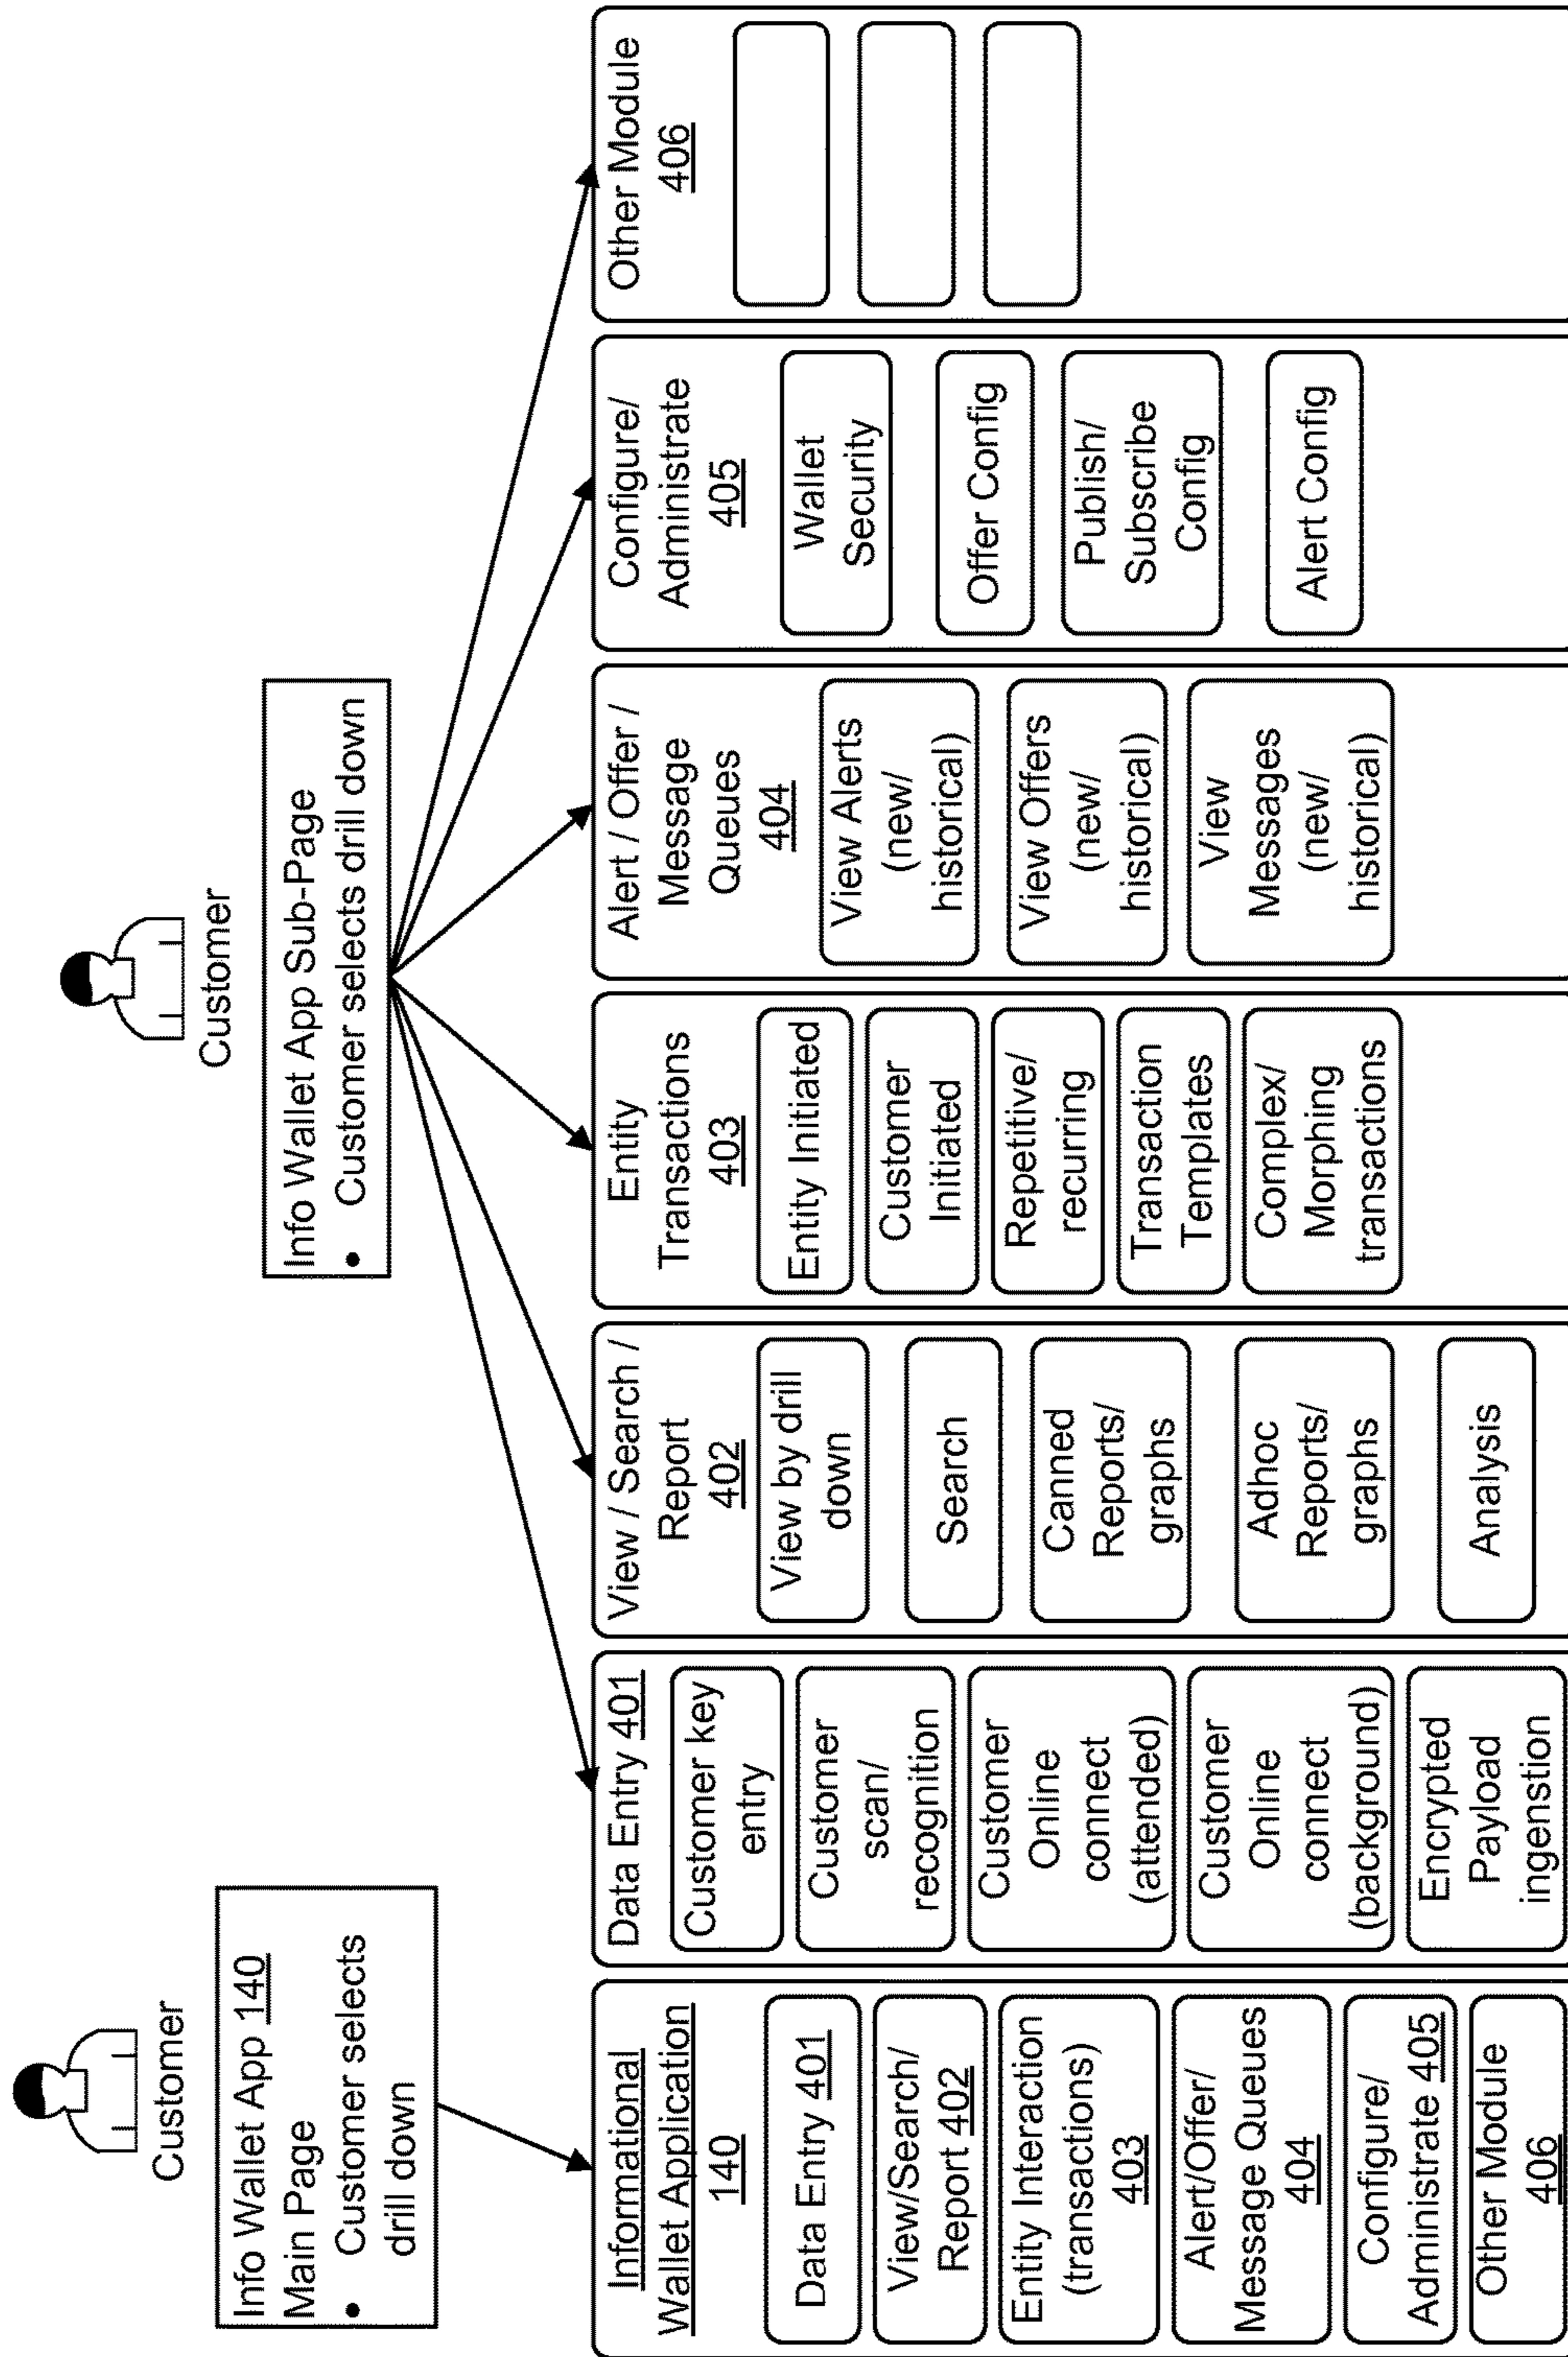 Customer
Info Wallet App 140
Main Page
• Customer selects
drill down
Informational
Wallet Application
140
Data Entry 401
View/Search/
Report 402
Entity Interaction
(transactions)
403
Alert/Offer/
Message Queues
404
Configure/
Administrate 405
Other Module
406
Customer
Info Wallet App Sub-Page
• Customer selects drill down
Data Entry 401
Customer key
entry
Customer
scan/
recognition
Customer
Online
connect
(attended)
Customer
Online
connect
(background)
Encrypted
Payload
ingenstion
View / Search /
Report
402
View by drill
down
Search
Canned
Reports/
graphs
Adhoc
Reports/
graphs
Analysis
Entity
Transactions
403
Entity Initiated
Customer
Initiated
Repetitive/
recurring
Transaction
Templates
Complex/
Morphing
transactions
Alert / Offer /
Message
Queues
404
View Alerts
(new/
historical)
View Offers
(new/
historical)
View
Messages
(new/
historical)
Configure/
Administrate
405
Wallet
Security
Offer Config
Publish/
Subscribe
Config
Alert Config
Other Module
406